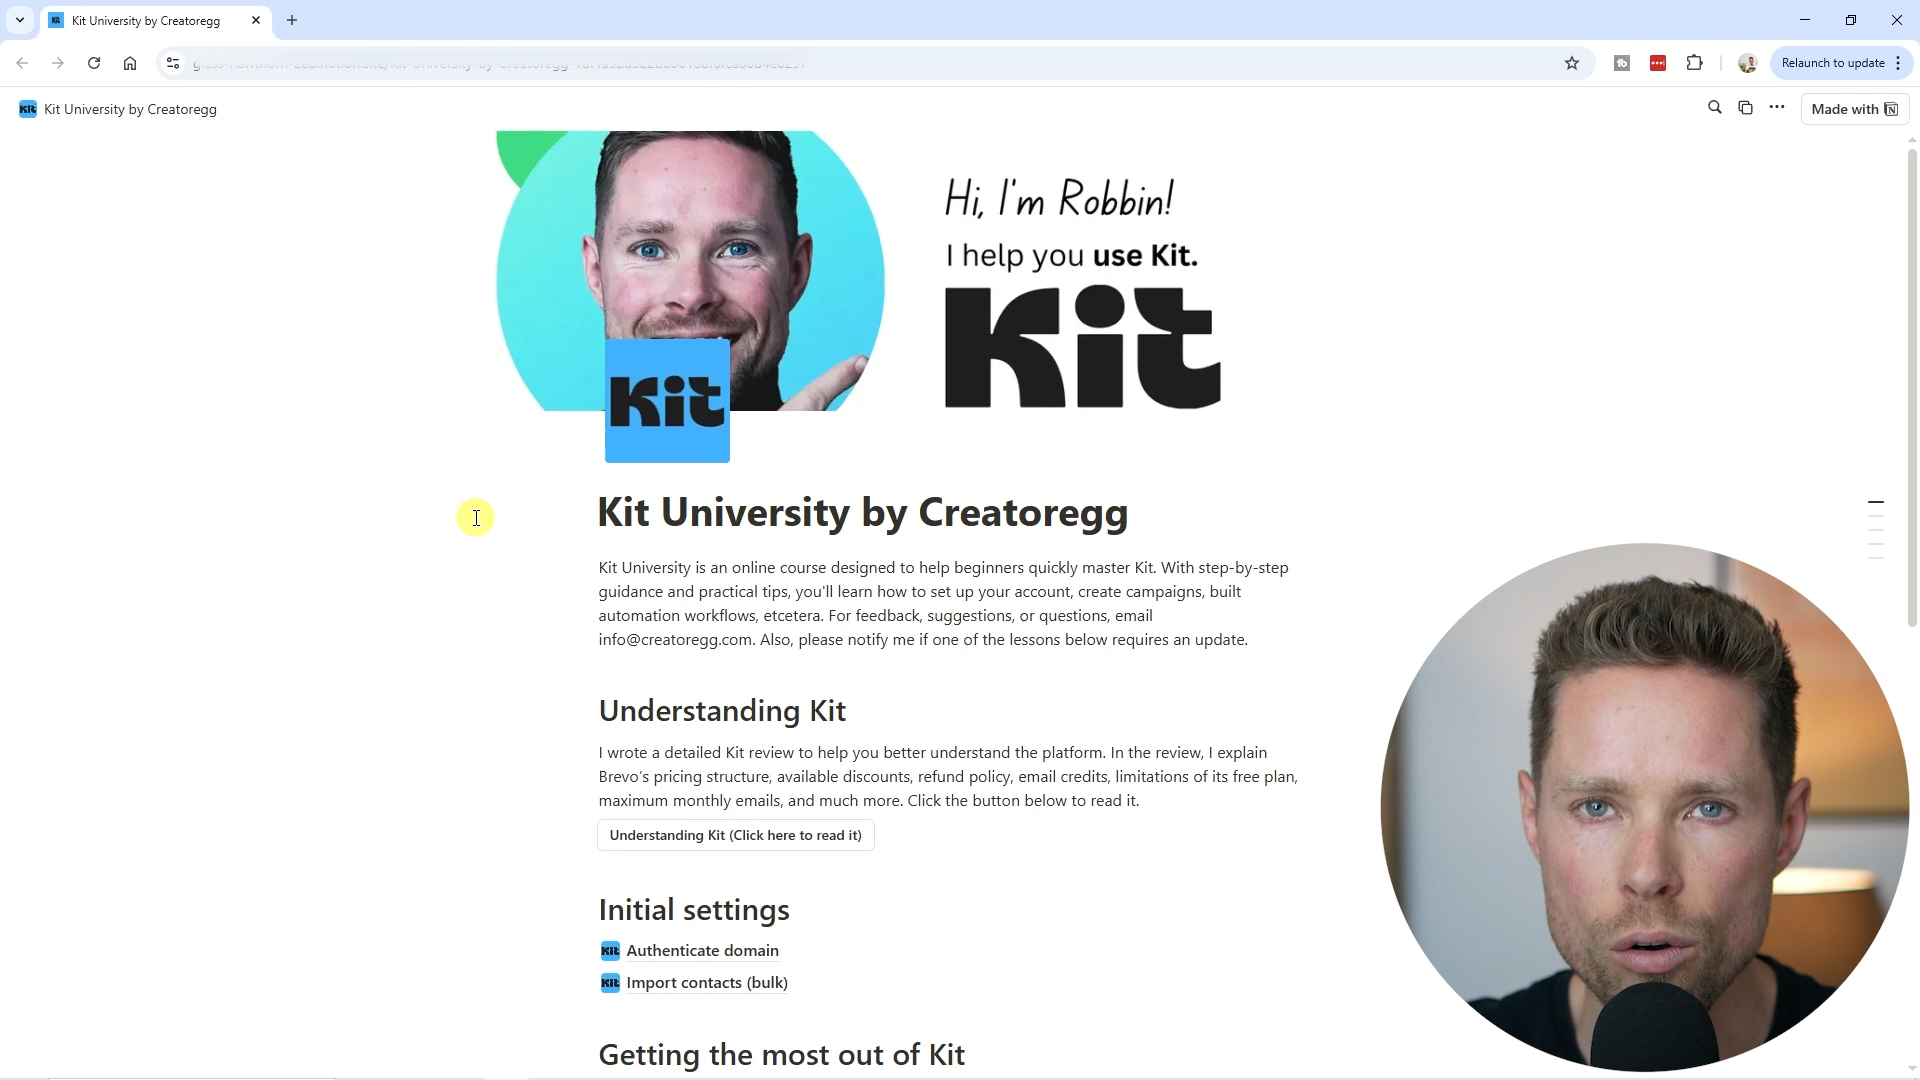 Kit University by Creatoregg
Relaunch to update
Kit
Kit University by Creatoregg
Made with
Hi, I'm Robbin!
I help you use Kit.
Kit
Kit
Kit University by Creatoregg
Kit University is an online course designed to help beginners quickly master Kit. With step-by-step
guidance and practical tips, you'll learn how to set up your account, create campaigns, built
automation workflows, etcetera. For feedback, suggestions, or questions, email
info@creatoregg.com. Also, please notify me if one of the lessons below requires an update.
Understanding Kit
I wrote a detailed Kit review to help you better understand the platform. In the review, I explain
Brevo's pricing structure, available discounts, refund policy, email credits, limitations of its free plan,
maximum monthly emails, and much more. Click the button below to read it.
Understanding Kit (Click here to read it)
Initial settings
Kit Authenticate domain
Kit Import contacts (bulk)
Getting the most out of Kit